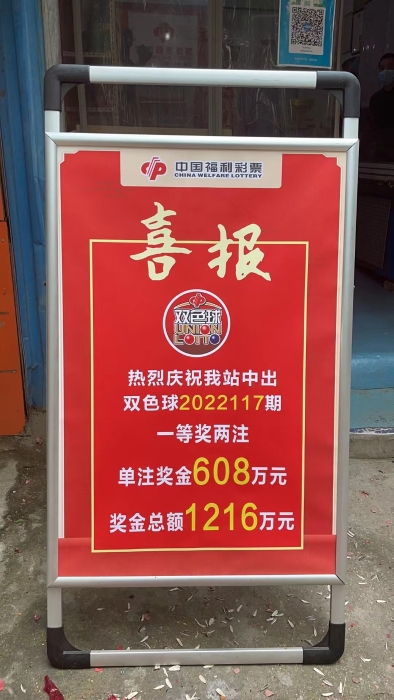 中国福利彩票
CHINA WELFARE LOTTERY
喜报
双色球
UNION
LOTTO
热烈庆祝我站中出
双色球2022117期
一等奖两注
单注奖金608万元
奖金总额1216万元